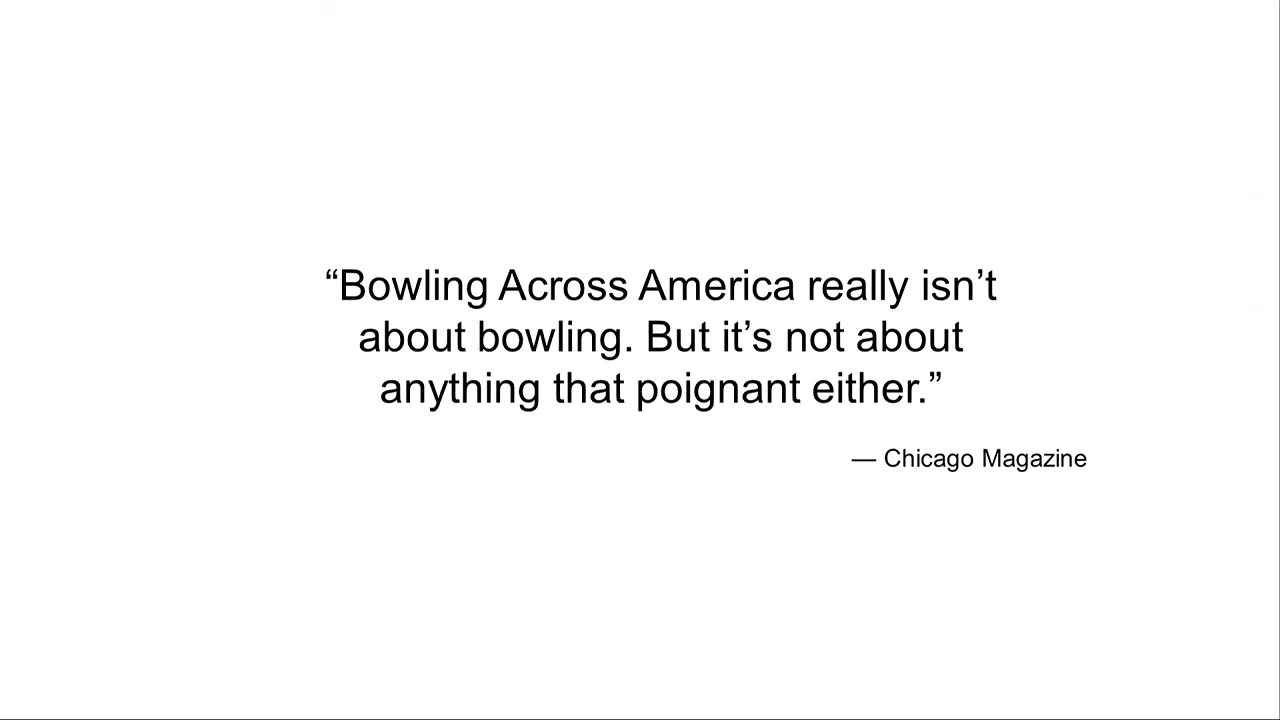 “Bowling Across America really isn’t
about bowling. But it’s not about
anything that poignant either.”
— Chicago Magazine